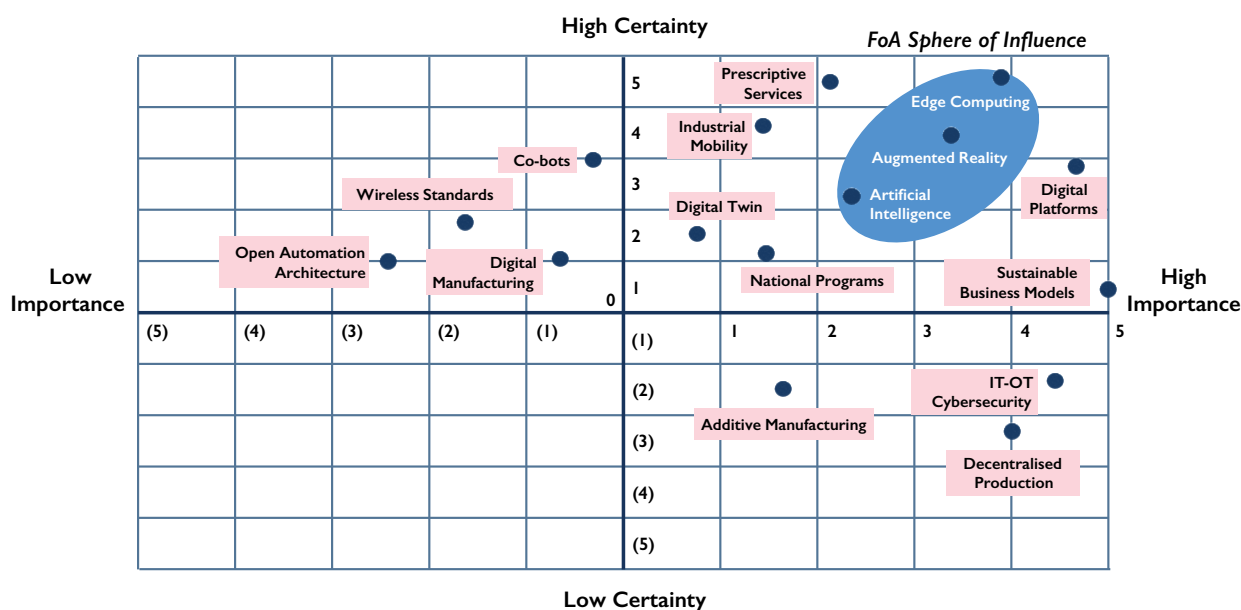 High Certainty
FoA Sphere of Influence
Prescriptive
Services
5
Edge Computing
Industrial
Mobility
4
Augmented Reality
Co-bots
3
Wireless Standards
Artificial
Intelligence
Digital
Platforms
Digital Twin
2
Open Automation
Architecture
Digital
Manufacturing
National Programs
Sustainable
Business Models
Low
Importance
0
1
High
Importance
(5) (4) (3) (2) (1)
(1)
1 2 3 4 5
(2)
IT-OT
Cybersecurity
Additive Manufacturing
(3)
Decentralised
Production
(4)
(5)
Low Certainty